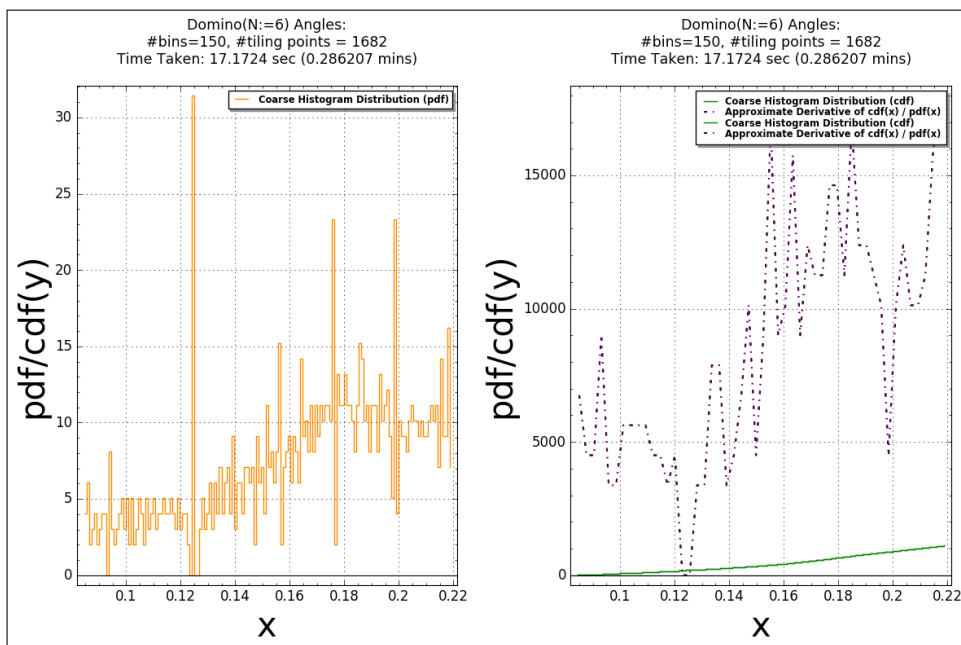 Domino(N:=6) Angles:
#bins=150, #tiling points = 1682
Time Taken: 17.1724 sec (0.286207 mins)
Coarse Histogram Distribution (pdf)
30
25
20
15
10
5
0
pdf/cdf(y)
0.1 0.12 0.14 0.16 0.18 0.2 0.22
x
Domino(N:=6) Angles:
#bins=150, #tiling points = 1682
Time Taken: 17.1724 sec (0.286207 mins)
Coarse Histogram Distribution (cdf)
Approximate Derivative of cdf(x) / pdf(x)
Coarse Histogram Distribution (cdf)
Approximate Derivative of cdf(x) / pdf(x)
15000
10000
5000
0
pdf/cdf(y)
0.1 0.12 0.14 0.16 0.18 0.2 0.22
x